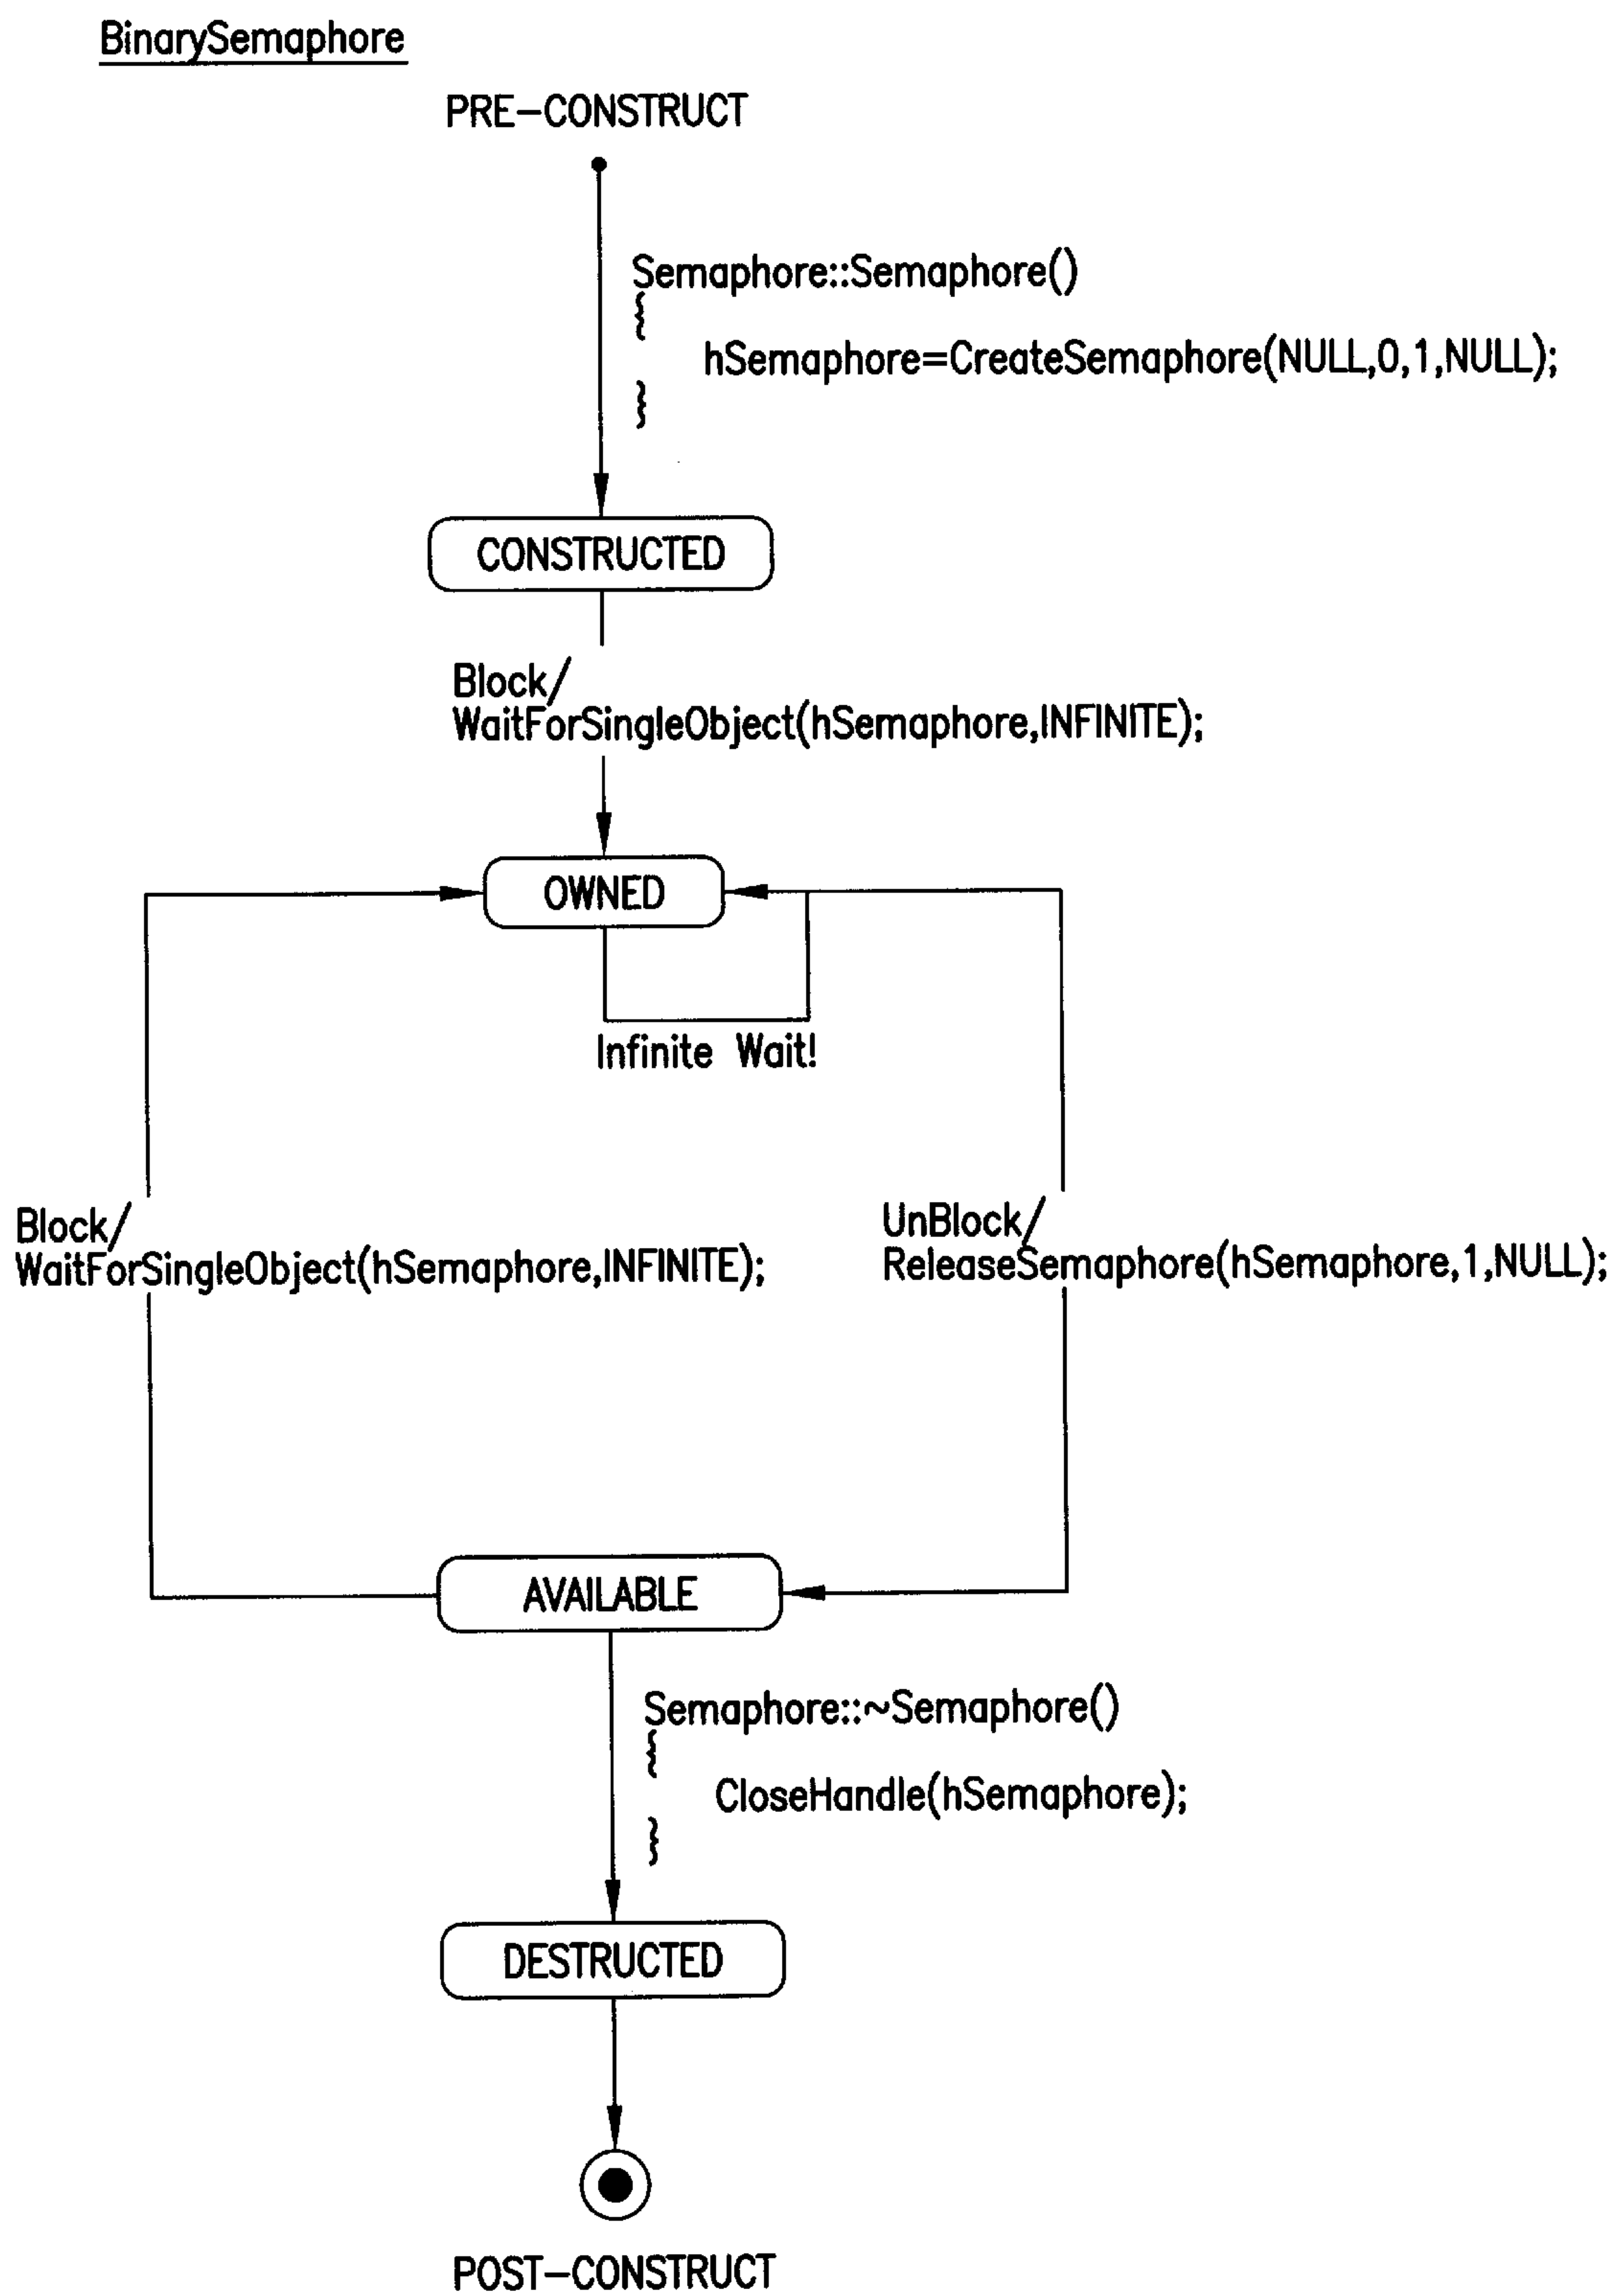 BinarySemaphore
PRE-CONSTRUCT
Semaphore::Semaphore()
{
hSemaphore=CreateSemaphore(NULL,0,1,NULL);
}
CONSTRUCTED
Block/
WaitForSingleObject(hSemaphore,INFINITE);
OWNED
Infinite Wait!
Block/
WaitForSingleObject(hSemaphore,INFINITE);
UnBlock/
ReleaseSemaphore(hSemaphore,1,NULL);
AVAILABLE
Semaphore::~Semaphore()
{
CloseHandle(hSemaphore);
}
DESTRUCTED
POST-CONSTRUCT